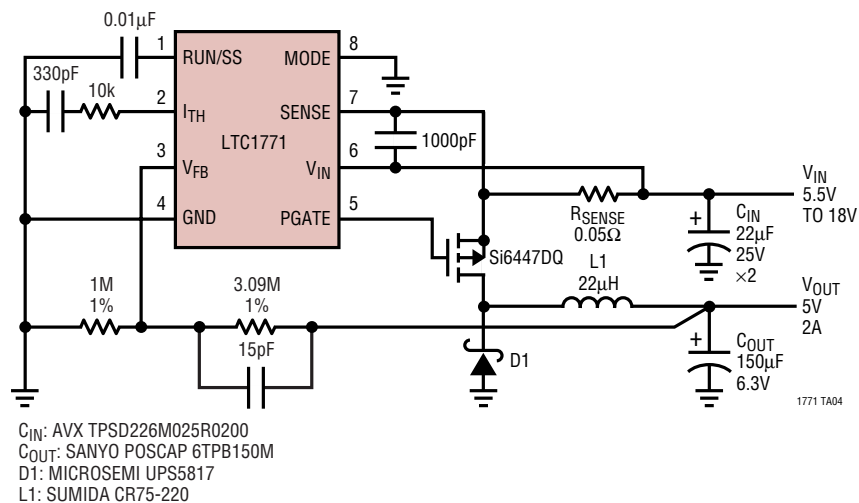 0.01µF
330pF
10k
1
2
3
4
RUN/SS
ITH
VFB
GND
LTC1771
MODE
SENSE
VIN
PGATE
8
7
6
5
1000pF
RSENSE
0.05Ω
Si6447DQ
L1
22µH
VIN
5.5V
TO 18V
+
CIN
22µF
25V
×2
VOUT
5V
2A
+
COUT
150µF
6.3V
1M
1%
3.09M
1%
15pF
D1
1771 TA04
CIN: AVX TPSD226M025R0200
COUT: SANYO POSCAP 6TPB150M
D1: MICROSEMI UPS5817
L1: SUMIDA CR75-220